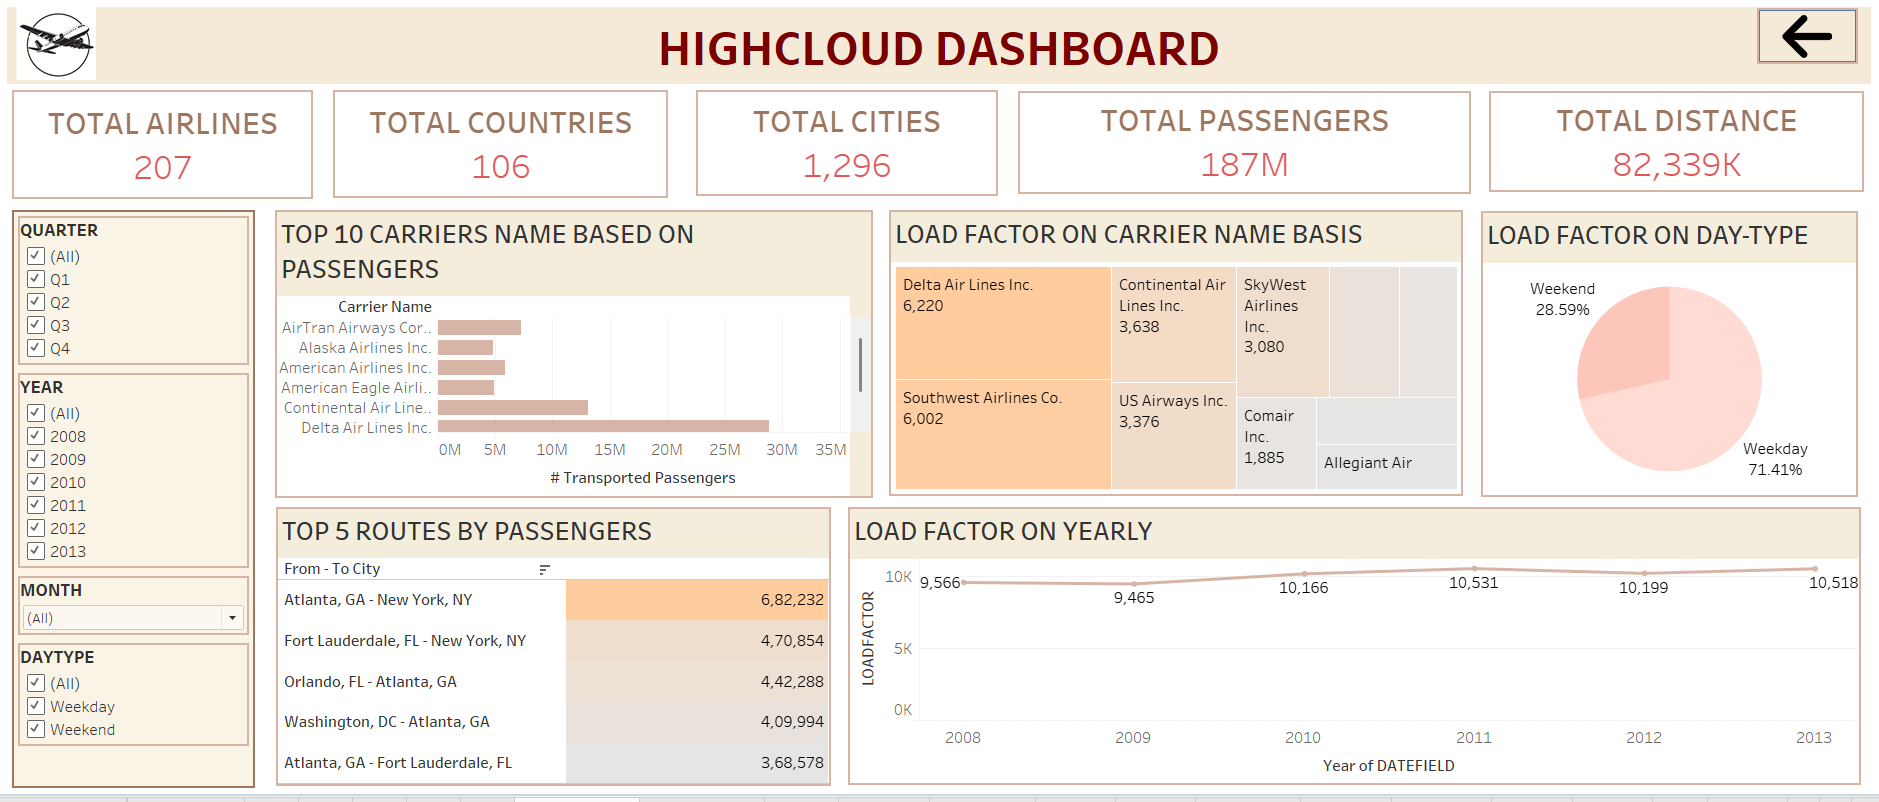 HIGHCLOUD DASHBOARD
TOTAL AIRLINES
207
TOTAL COUNTRIES
106
TOTAL CITIES
1,296
TOTAL PASSENGERS
187M
TOTAL DISTANCE
82,339K
QUARTER
(All)
Q1
Q2
Q3
Q4
YEAR
(All)
2008
2009
2010
2011
2012
2013
MONTH
(All)
DAYTYPE
(All)
Weekday
Weekend
TOP 10 CARRIERS NAME BASED ON
PASSENGERS
Carrier Name
AirTran Airways Cor..
Alaska Airlines Inc.
American Airlines Inc.
American Eagle Airli..
Continental Air Line..
Delta Air Lines Inc.
0M 5M 10M 15M 20M 25M 30M 35M
# Transported Passengers
LOAD FACTOR ON CARRIER NAME BASIS
Delta Air Lines Inc.
6,220
Southwest Airlines Co.
6,002
Continental Air
Lines Inc.
3,638
US Airways Inc.
3,376
SkyWest
Airlines
Inc.
3,080
Comair
Inc.
1,885
Allegiant Air
LOAD FACTOR ON DAY-TYPE
Weekend
28.59%
Weekday
71.41%
TOP 5 ROUTES BY PASSENGERS
From - To City
Atlanta, GA - New York, NY 6,82,232
Fort Lauderdale, FL - New York, NY 4,70,854
Orlando, FL - Atlanta, GA 4,42,288
Washington, DC - Atlanta, GA 4,09,994
Atlanta, GA - Fort Lauderdale, FL 3,68,578
LOAD FACTOR ON YEARLY
LOADFACTOR
10K
5K
0K
9,566 9,465 10,166 10,531 10,199 10,518
2008 2009 2010 2011 2012 2013
Year of DATEFIELD